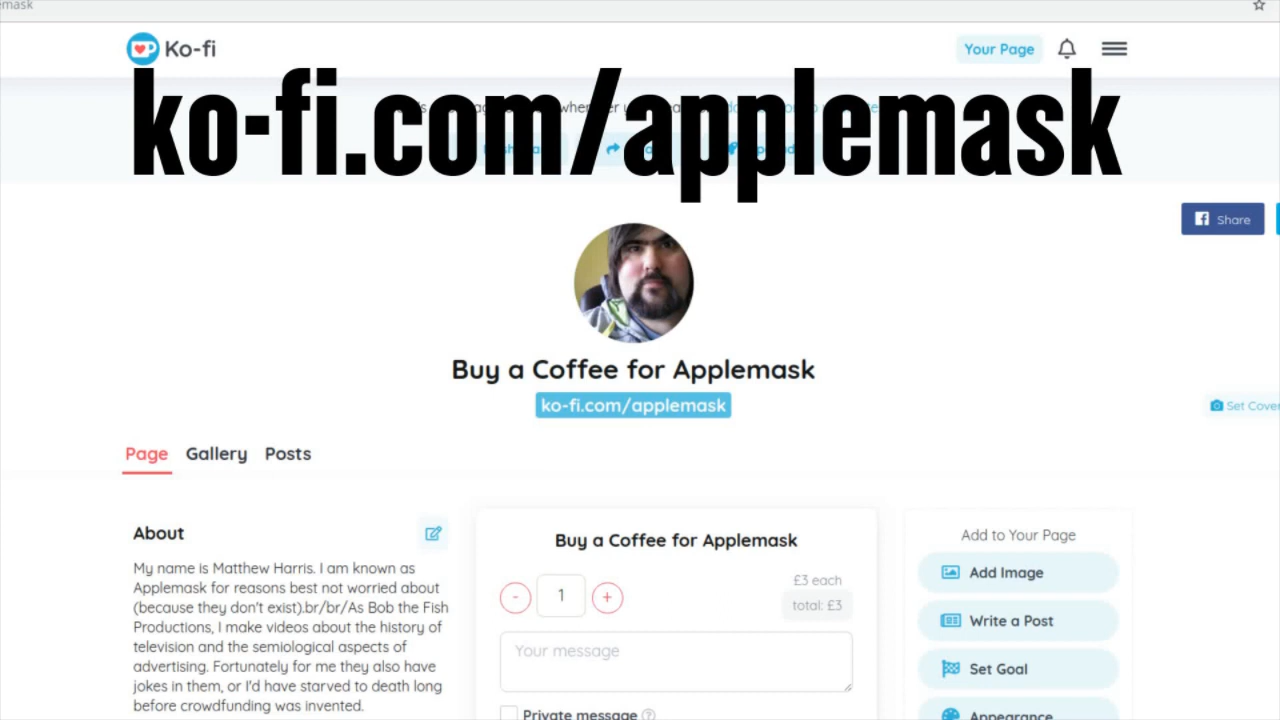 emask
Ko-fi
Your Page
ko-fi.com/applemask
Share
Buy a Coffee for Applemask
ko-fi.com/applemask
Set Cover
Page Gallery Posts
About
My name is Matthew Harris. I am known as
Applemask for reasons best not worried about
(because they don't exist).br/br/As Bob the Fish
Productions, I make videos about the history of
television and the semiological aspects of
advertising. Fortunately for me they also have
jokes in them, or I'd have starved to death long
before crowdfunding was invented.
Buy a Coffee for Applemask
- 1 +
£3 each
total: £3
Your message
Private message ?
Add to Your Page
Add Image
Write a Post
Set Goal
Appearance